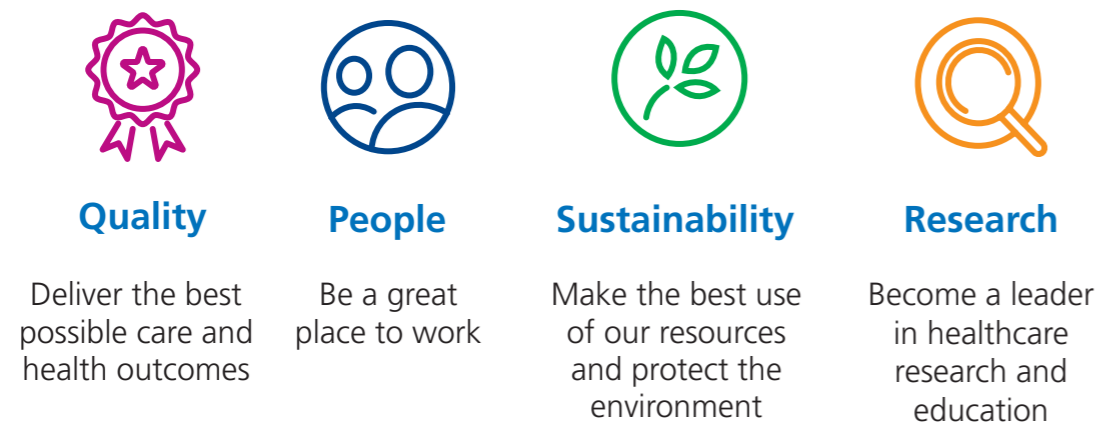 Quality
Deliver the best
possible care and
health outcomes
People
Be a great
place to work
Sustainability
Make the best use
of our resources
and protect the
environment
Research
Become a leader
in healthcare
research and
education